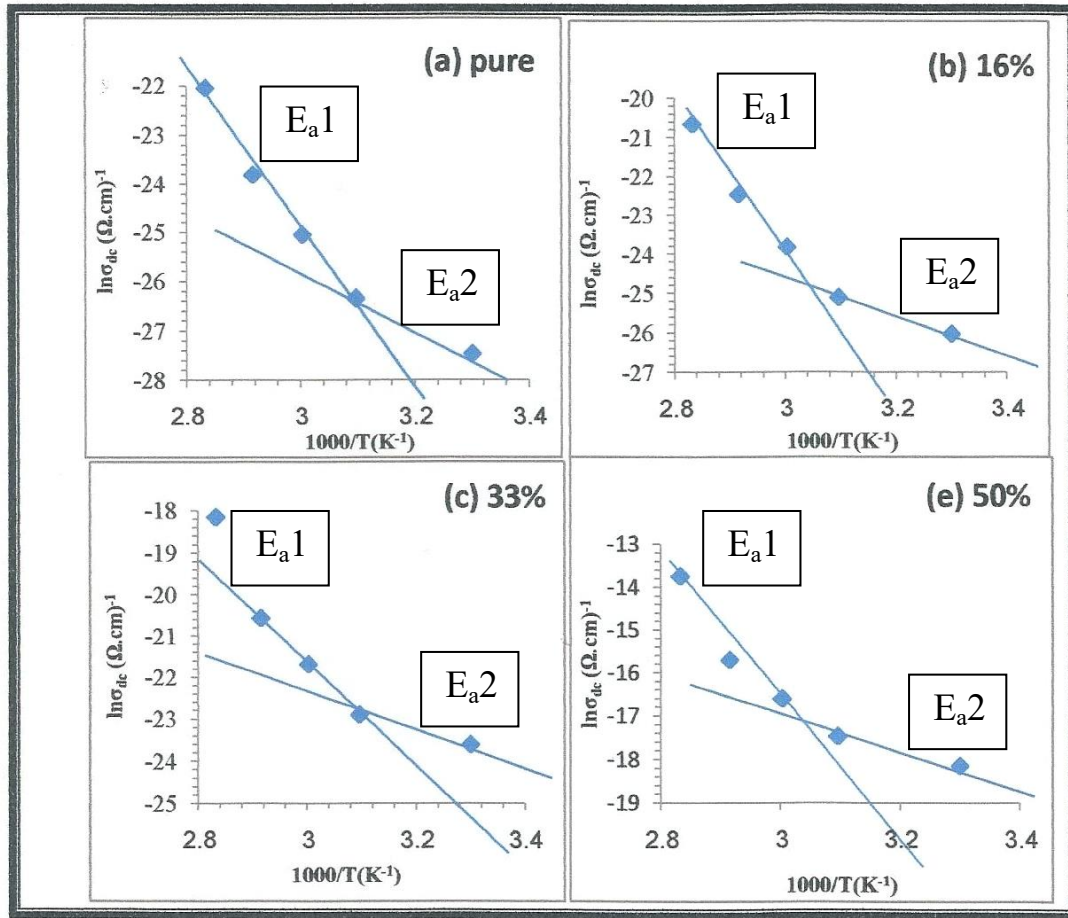 (a) pure
-22
-23
-24
-25
-26
-27
-28
lnσdc (Ω.cm)-1
Ea1
Ea2
2.8 3 3.2 3.4
1000/T(K-1)
(b) 16%
-20
-21
-22
-23
-24
-25
-26
-27
lnσdc (Ω.cm)-1
Ea1
Ea2
2.8 3 3.2 3.4
1000/T(K-1)
(c) 33%
-18
-19
-20
-21
-22
-23
-24
-25
lnσdc (Ω.cm)-1
Ea1
Ea2
2.8 3 3.2 3.4
1000/T(K-1)
(e) 50%
-13
-14
-15
-16
-17
-18
-19
lnσdc (Ω.cm)-1
Ea1
Ea2
2.8 3 3.2 3.4
1000/T(K-1)